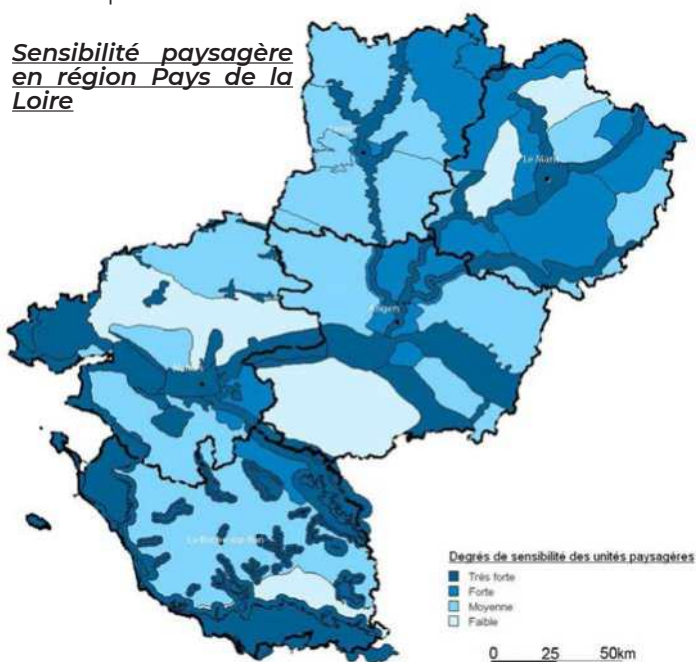 Sensibilité paysagère
en région Pays de la
Loire
Le Mans
Angers
Degrés de sensibilité des unités paysagères
Très forte
Forte
Moyenne
Faible
0 25 50km